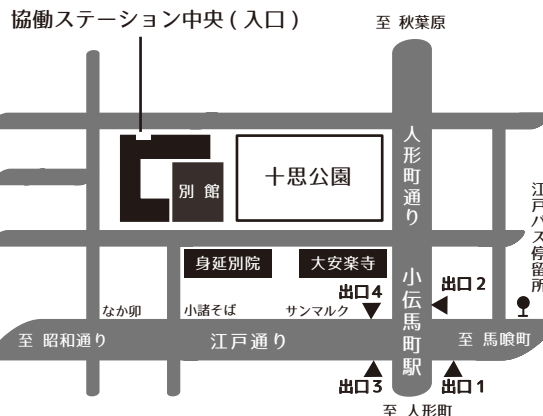 協働ステーション中央 ( 入口 )
至 秋葉原
人形町通り
十思公園
別 館
江戸バス停留所
身延別院
大安楽寺
小伝馬町駅
出口4
出口2
なか卯
小諸そば
サンマルク
至 昭和通り
江戸通り
至 馬喰町
出口3
出口1
至 人形町